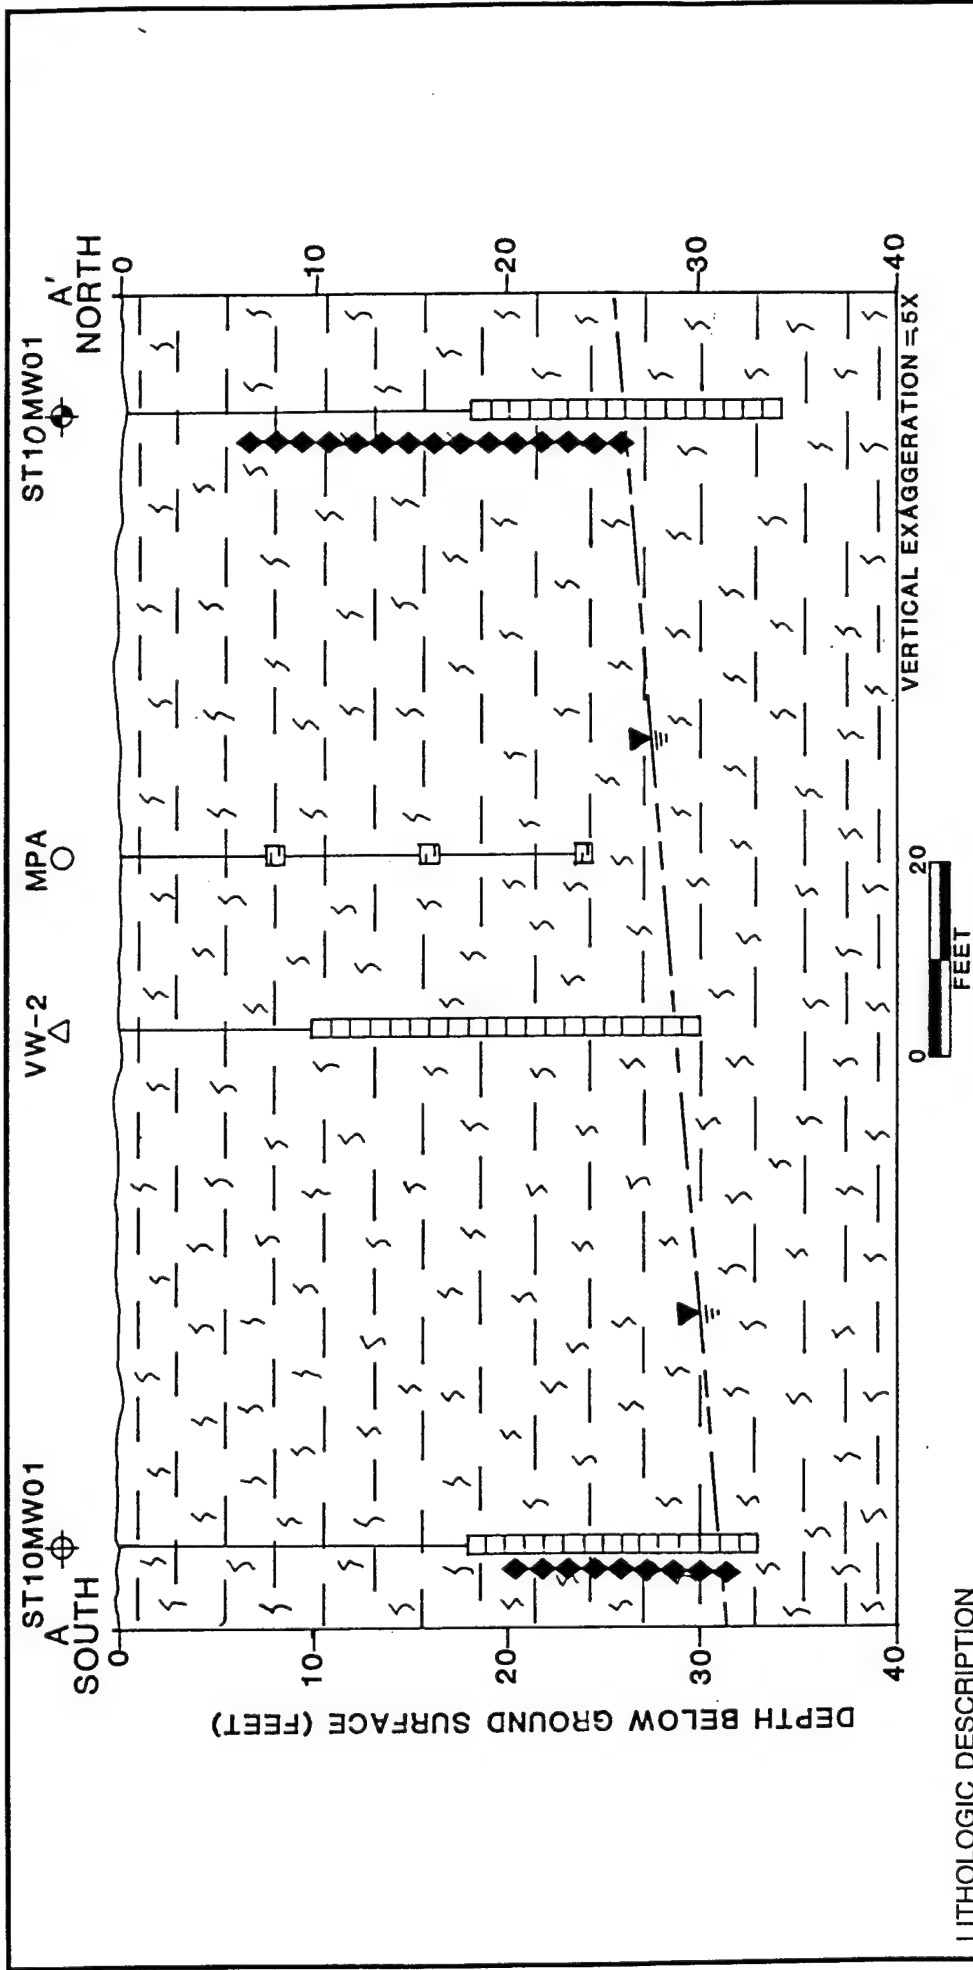 ST10MW01
VW-2
MPA
ST10MW01
A
SOUTH
A'
NORTH
0
10
20
30
40
DEPTH BELOW GROUND SURFACE (FEET)
0
10
20
30
40
VERTICAL EXAGGERATION =.5X
0
20
FEET
LITHOLOGIC DESCRIPTION